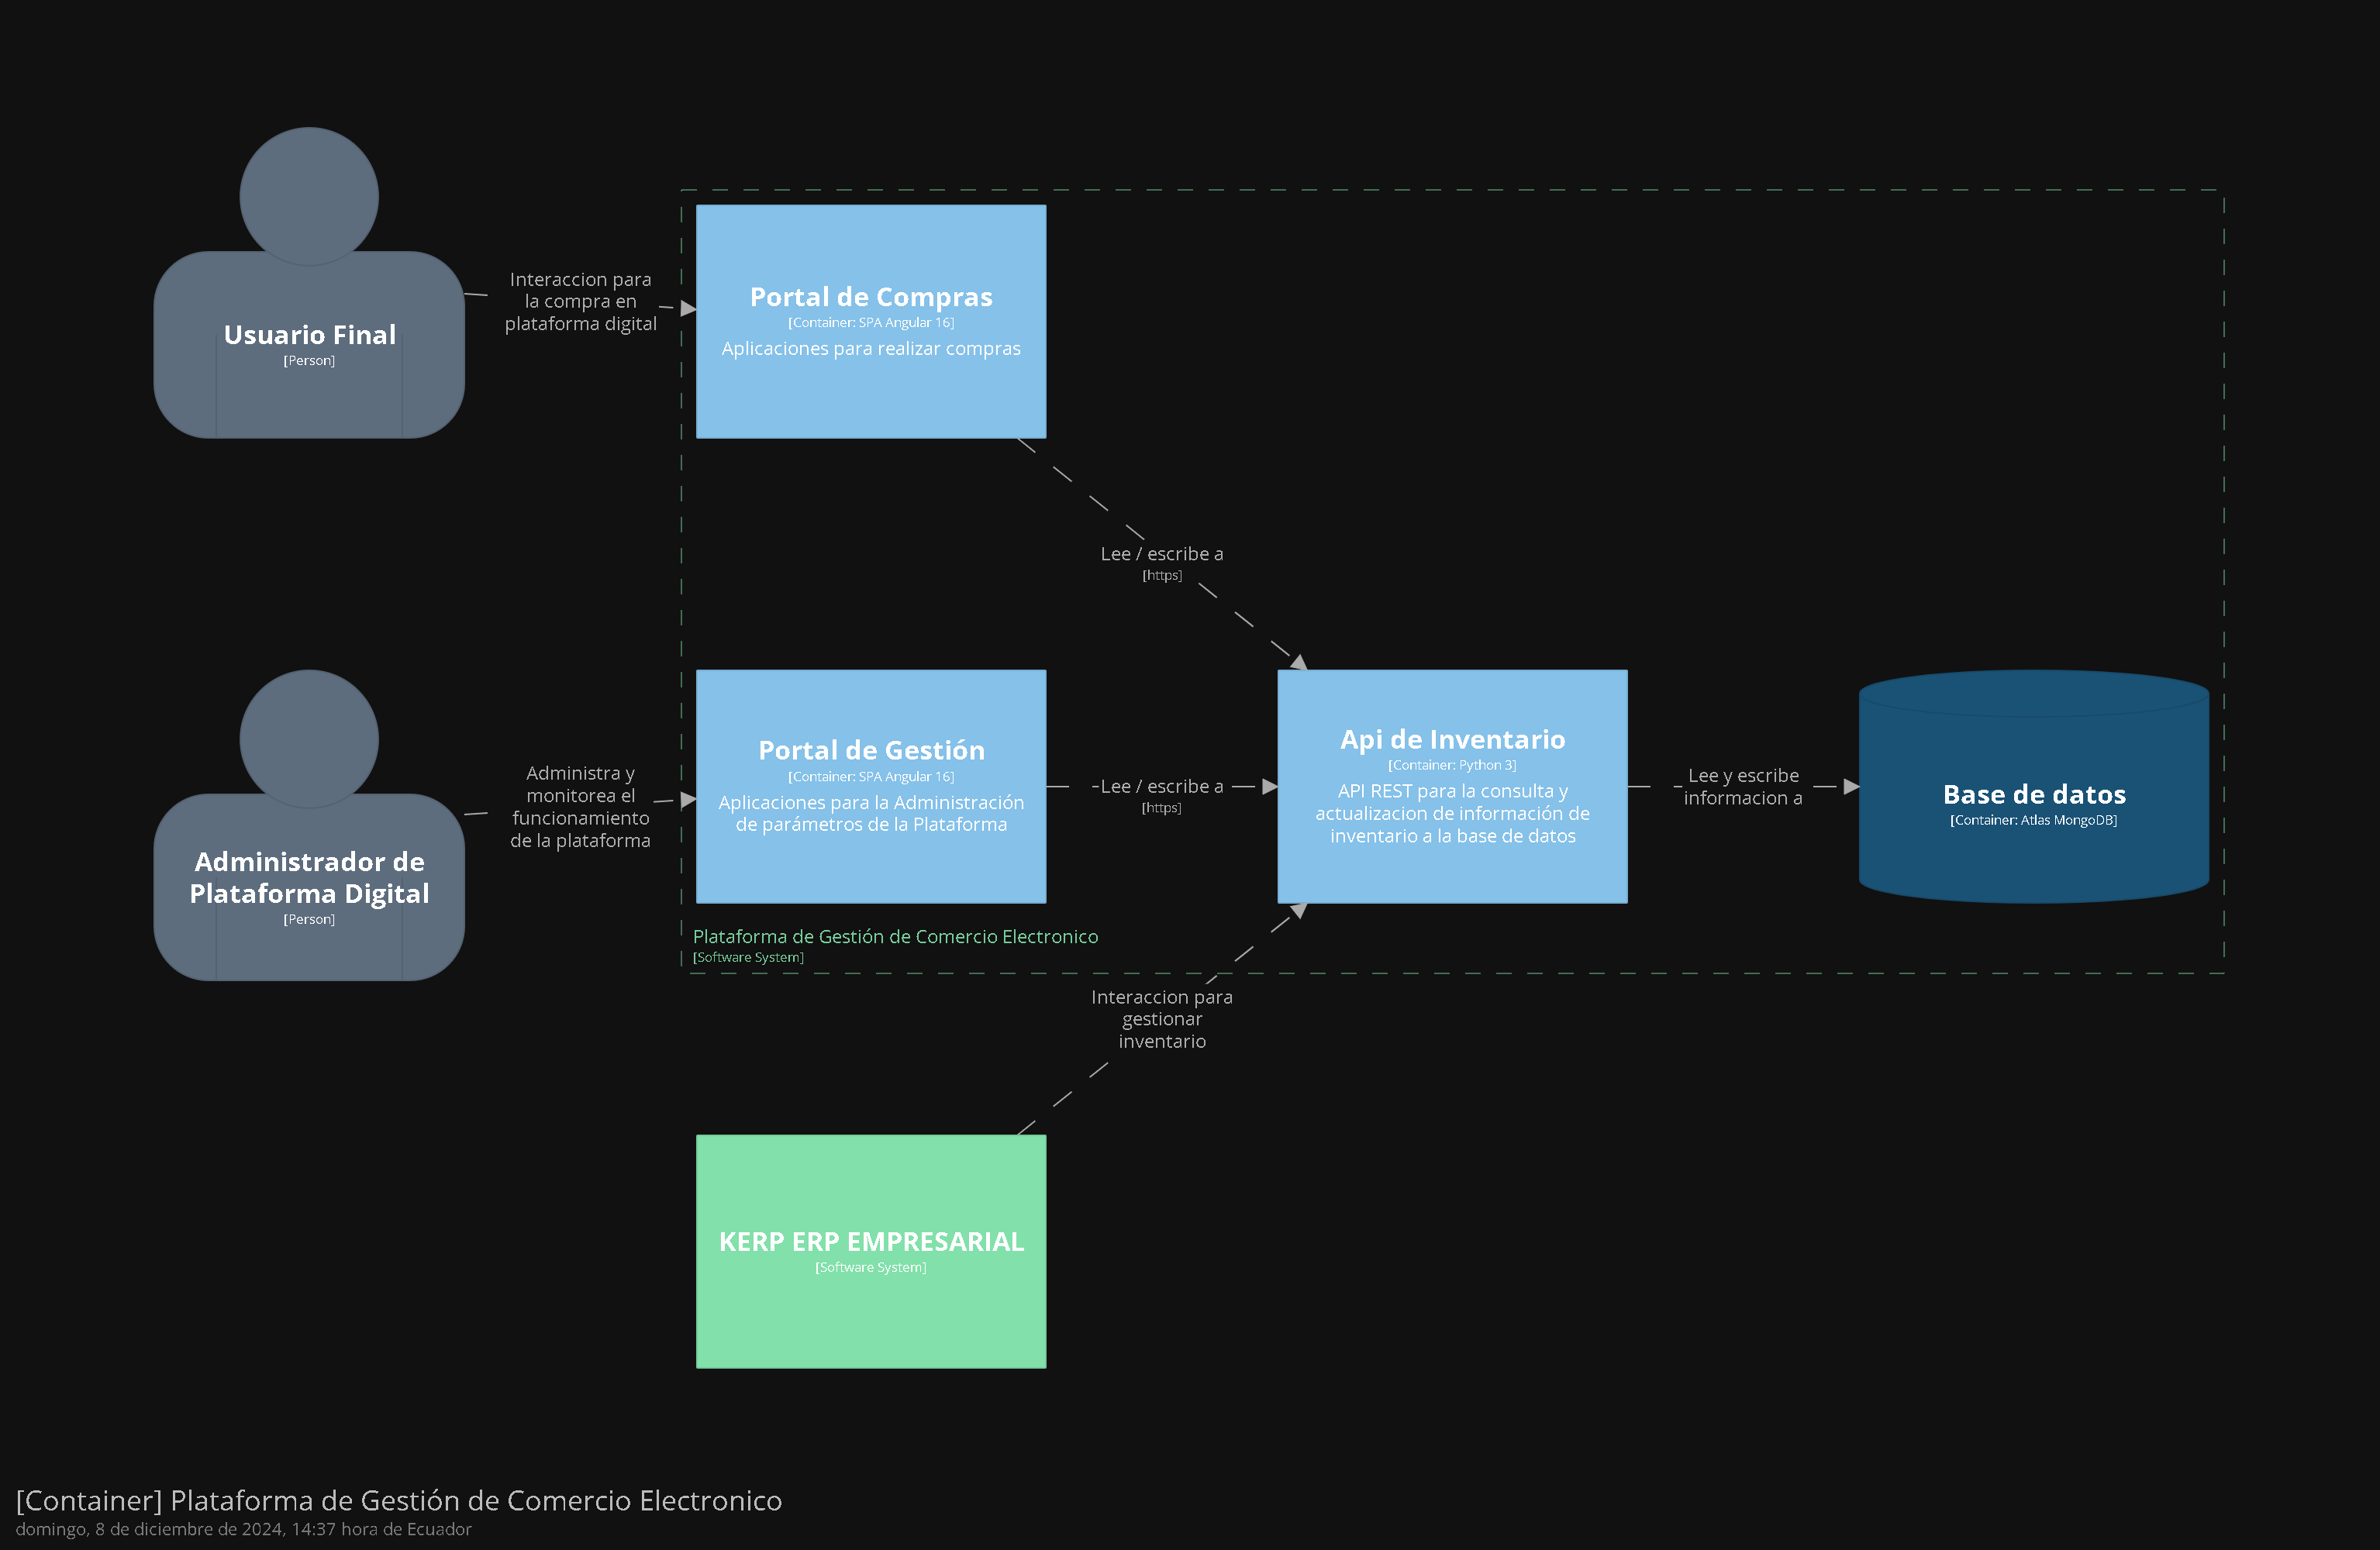 Usuario Final
[Person]
Interaccion para
la compra en
plataforma digital
Portal de Compras
[Container: SPA Angular 16]
Aplicaciones para realizar compras
Lee / escribe a
[https]
Administrador de
Plataforma Digital
[Person]
Administra y
monitorea el
funcionamiento
de la plataforma
Portal de Gestión
[Container: SPA Angular 16]
Aplicaciones para la Administración
de parámetros de la Plataforma
Lee / escribe a
[https]
Api de Inventario
[Container: Python 3]
API REST para la consulta y
actualizacion de información de
inventario a la base de datos
Lee y escribe
informacion a
Base de datos
[Container: Atlas MongoDB]
Plataforma de Gestión de Comercio Electronico
[Software System]
Interaccion para
gestionar
inventario
KERP ERP EMPRESARIAL
[Software System]
[Container] Plataforma de Gestión de Comercio Electronico
domingo, 8 de diciembre de 2024, 14:37 hora de Ecuador